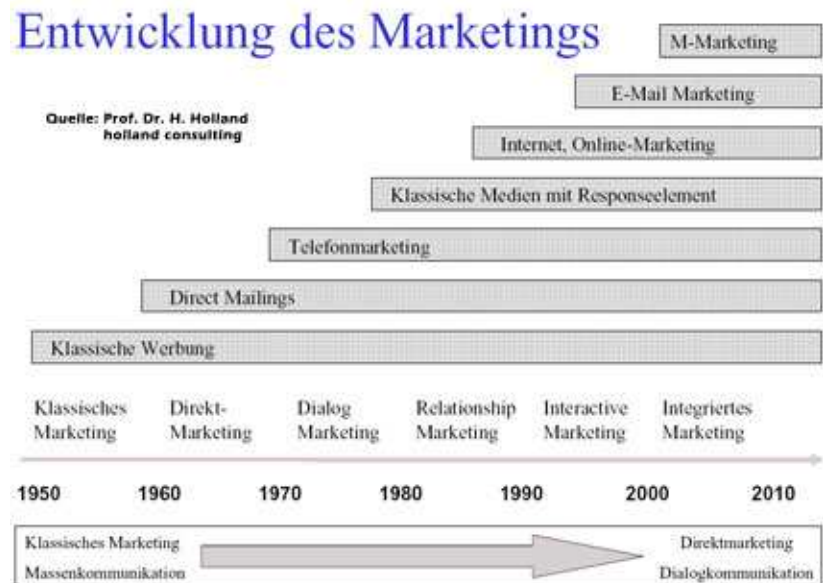 Entwicklung des Marketings
M-Marketing
E-Mail Marketing
Quelle: Prof. Dr. H. Holland
holland consulting
Internet, Online-Marketing
Klassische Medien mit Responseelement
Telefonmarketing
Direct Mailings
Klassische Werbung
Klassisches Marketing
Direkt-Marketing
Dialog Marketing
Relationship Marketing
Interactive Marketing
Integriertes Marketing
1950 1960 1970 1980 1990 2000 2010
Klassisches Marketing
Massenkommunikation
Direktmarketing
Dialogkommunikation